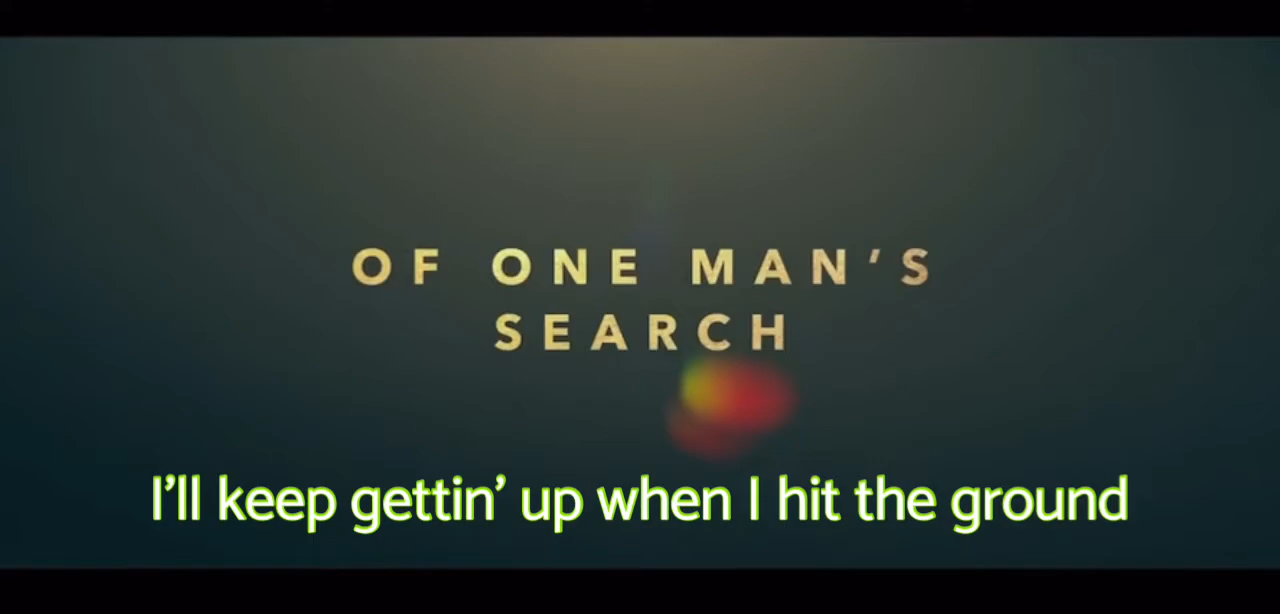 OF ONE MAN'S
SEARCH
I'll keep gettin' up when I hit the ground